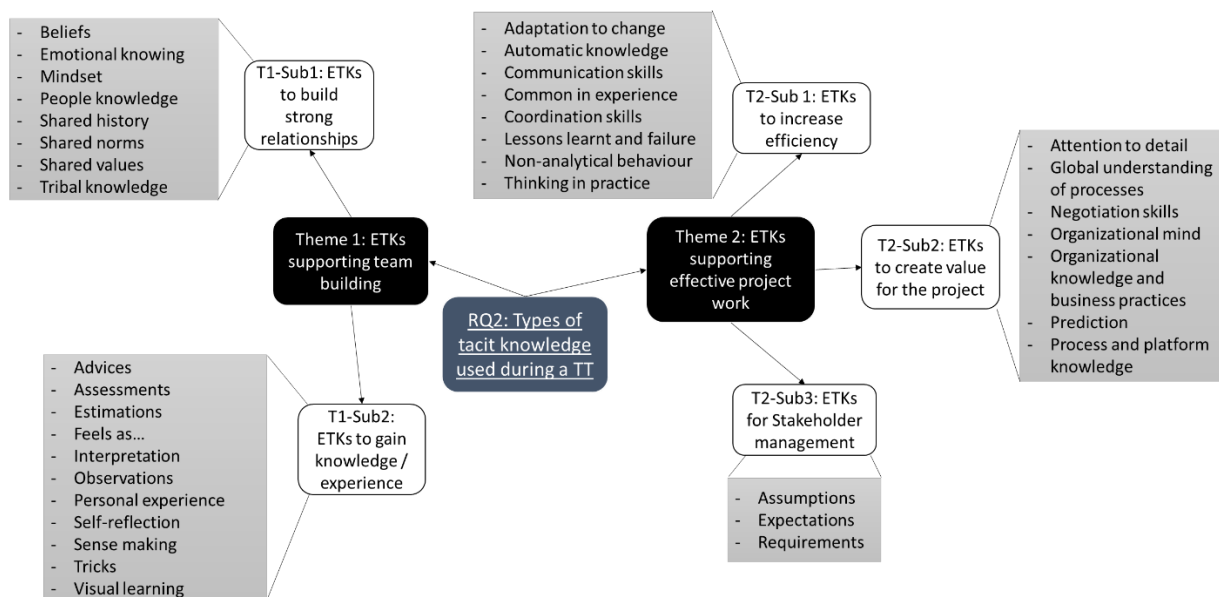 - Beliefs
- Emotional knowing
- Mindset
- People knowledge
- Shared history
- Shared norms
- Shared values
- Tribal knowledge
T1-Sub1: ETKs
to build
strong
relationships
- Adaptation to change
- Automatic knowledge
- Communication skills
- Common in experience
- Coordination skills
- Lessons learnt and failure
- Non-analytical behaviour
- Thinking in practice
T2-Sub 1: ETKs
to increase
efficiency
- Attention to detail
- Global understanding
of processes
- Negotiation skills
- Organizational mind
- Organizational
knowledge and
business practices
- Prediction
- Process and platform
knowledge
Theme 1: ETKs
supporting team
building
Theme 2: ETKs
supporting
effective project
work
T2-Sub2: ETKs
to create value
for the project
RQ2: Types of
tacit knowledge
used during a TT
- Advices
- Assessments
- Estimations
- Feels as...
- Interpretation
- Observations
- Personal experience
- Self-reflection
- Sense making
- Tricks
- Visual learning
T1-Sub2:
ETKs to gain
knowledge /
experience
T2-Sub3: ETKs
for Stakeholder
management
- Assumptions
- Expectations
- Requirements